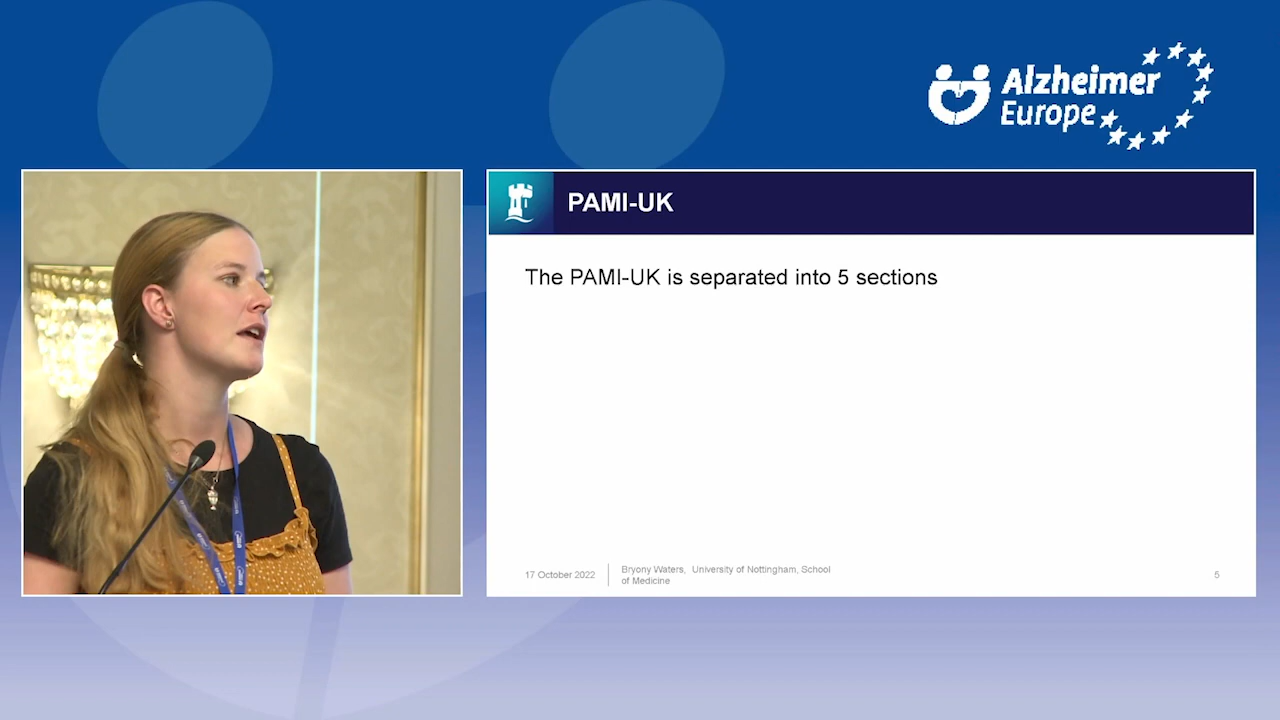 Alzheimer
Europe
PAMI-UK
The PAMI-UK is separated into 5 sections
17 October 2022
Bryony Waters, University of Nottingham, School
of Medicine
5